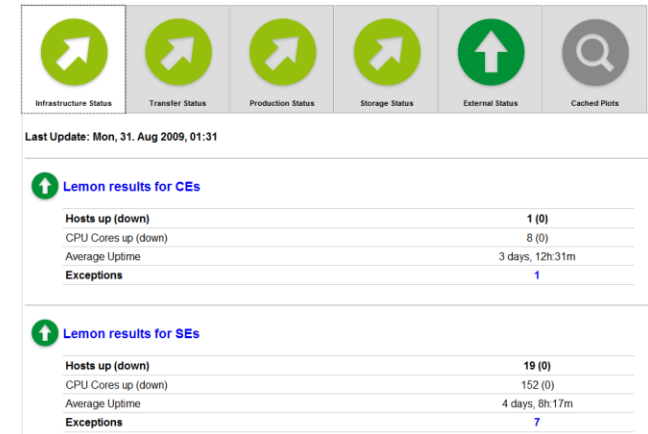 Infrastructure Status Transfer Status Production Status Storage Status External Status Cached Plots
Last Update: Mon, 31. Aug 2009, 01:31
Lemon results for CEs
Hosts up (down) 1 (0)
CPU Cores up (down) 8 (0)
Average Uptime 3 days, 12h:31m
Exceptions 1
Lemon results for SEs
Hosts up (down) 19 (0)
CPU Cores up (down) 152 (0)
Average Uptime 4 days, 8h:17m
Exceptions 7